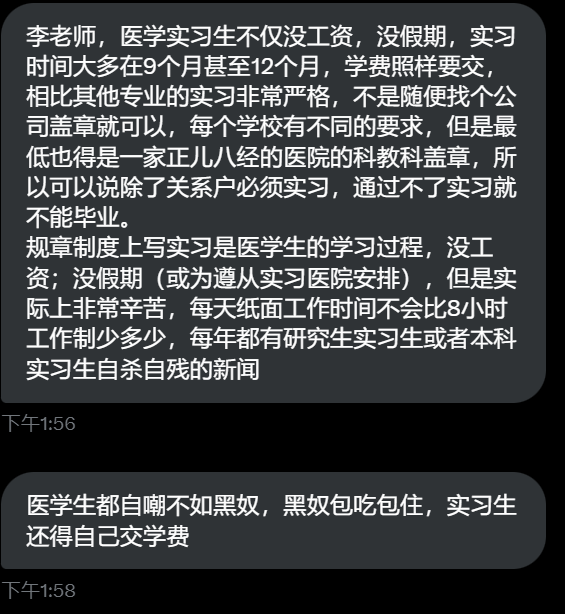 李老师，医学实习生不仅没工资，没假期，实习
时间大多在9个月甚至12个月，学费照样要交，
相比其他专业的实习非常严格，不是随便找个公
司盖章就可以，每个学校有不同的要求，但是最
低也得是一家正儿八经的医院的科教科盖章，所
以可以说除了关系户必须实习，通过不了实习就
不能毕业。
规章制度上写实习是医学生的学习过程，没工
资；没假期（或为遵从实习医院安排），但是实
际上非常辛苦，每天纸面工作时间不会比8小时
工作制少多少，每年都有研究生实习生或者本科
实习生自杀自残的新闻
下午1:56
医学生都自嘲不如黑奴，黑奴包吃包住，实习生
还得自己交学费
下午1:58